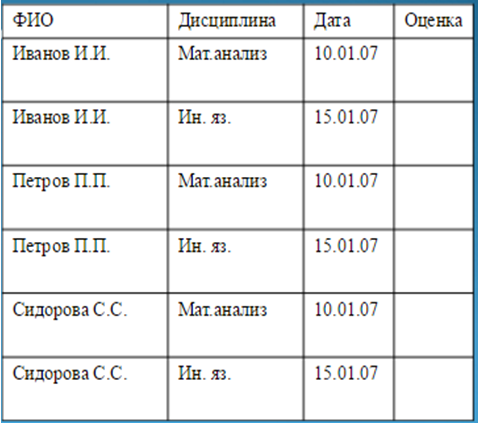 ФИО Дисциплина Дата Оценка
Иванов И.И. Мат.анализ 10.01.07
Иванов И.И. Ин. яз. 15.01.07
Петров П.П. Мат.анализ 10.01.07
Петров П.П. Ин. яз. 15.01.07
Сидорова С.С. Мат.анализ 10.01.07
Сидорова С.С. Ин. яз. 15.01.07